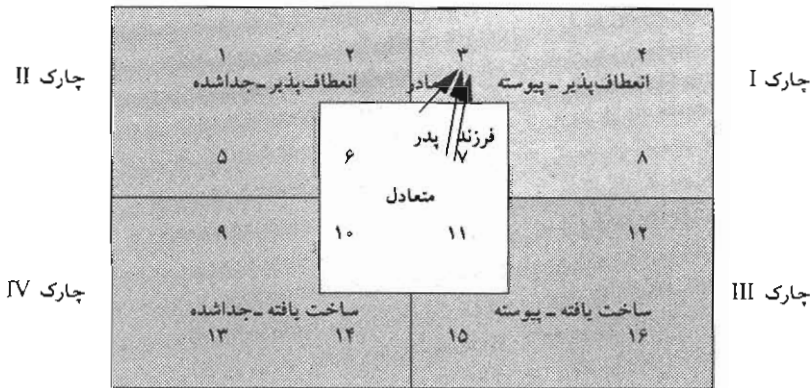 ۴ ۳ ۲ ۱
چارک I انعطاف‌پذیر ـ پیوسته مادر انعطاف‌پذیر ـ جداشده چارک II
فرزند پدر
۸ ۷ ۶ ۵
متعادل
۱۲ ۱۱ ۱۰ ۹
چارک III چارک IV
ساخت یافته ـ پیوسته ساخت یافته ـ جداشده
۱۶ ۱۵ ۱۴ ۱۳